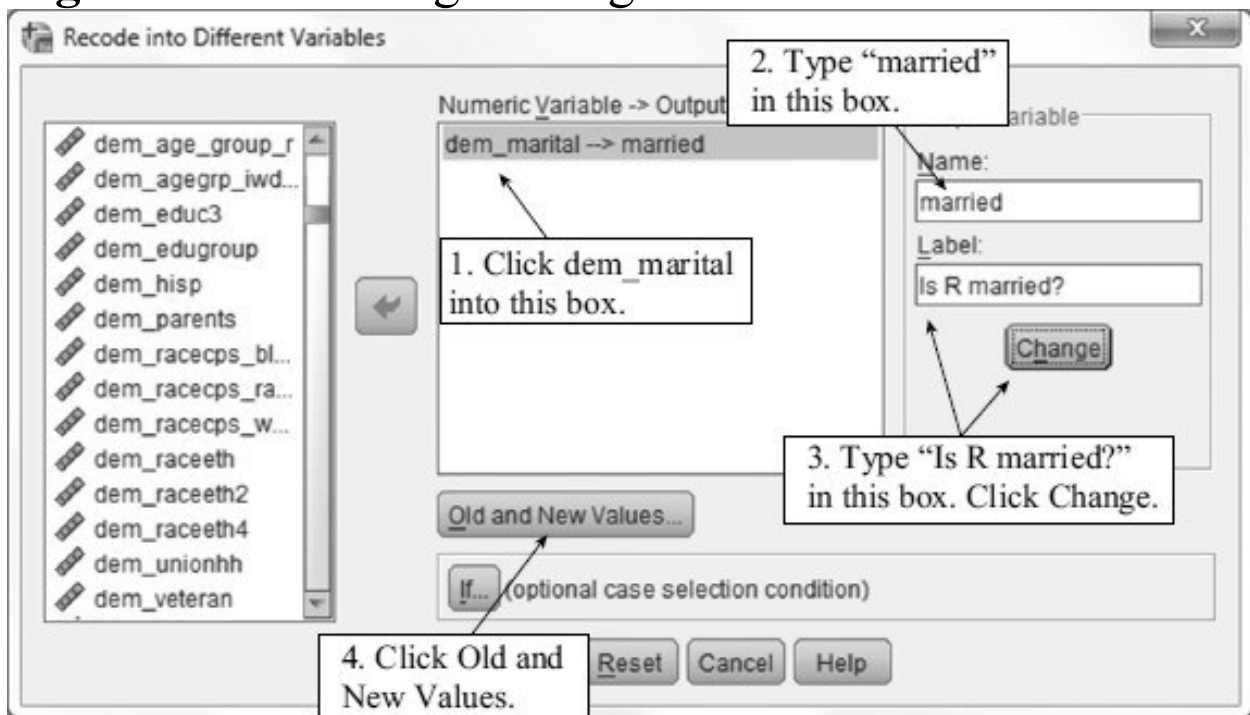 Recode into Different Variables
2. Type “married”
in this box.
Numeric Variable -> Output
ariable
dem_age_group_r
dem_agegrp_iwd...
dem_educ3
dem_edugroup
dem_hisp
dem_parents
dem_racecps_bl...
dem_racecps_ra...
dem_racecps_w...
dem_raceeth
dem_raceeth2
dem_raceeth4
dem_unionhh
dem_veteran
dem_marital --> married
1. Click dem_marital
into this box.
Name:
married
Label:
Is R married?
Change
3. Type “Is R married?”
in this box. Click Change.
Old and New Values...
If... (optional case selection condition)
4. Click Old and
New Values.
Reset Cancel Help